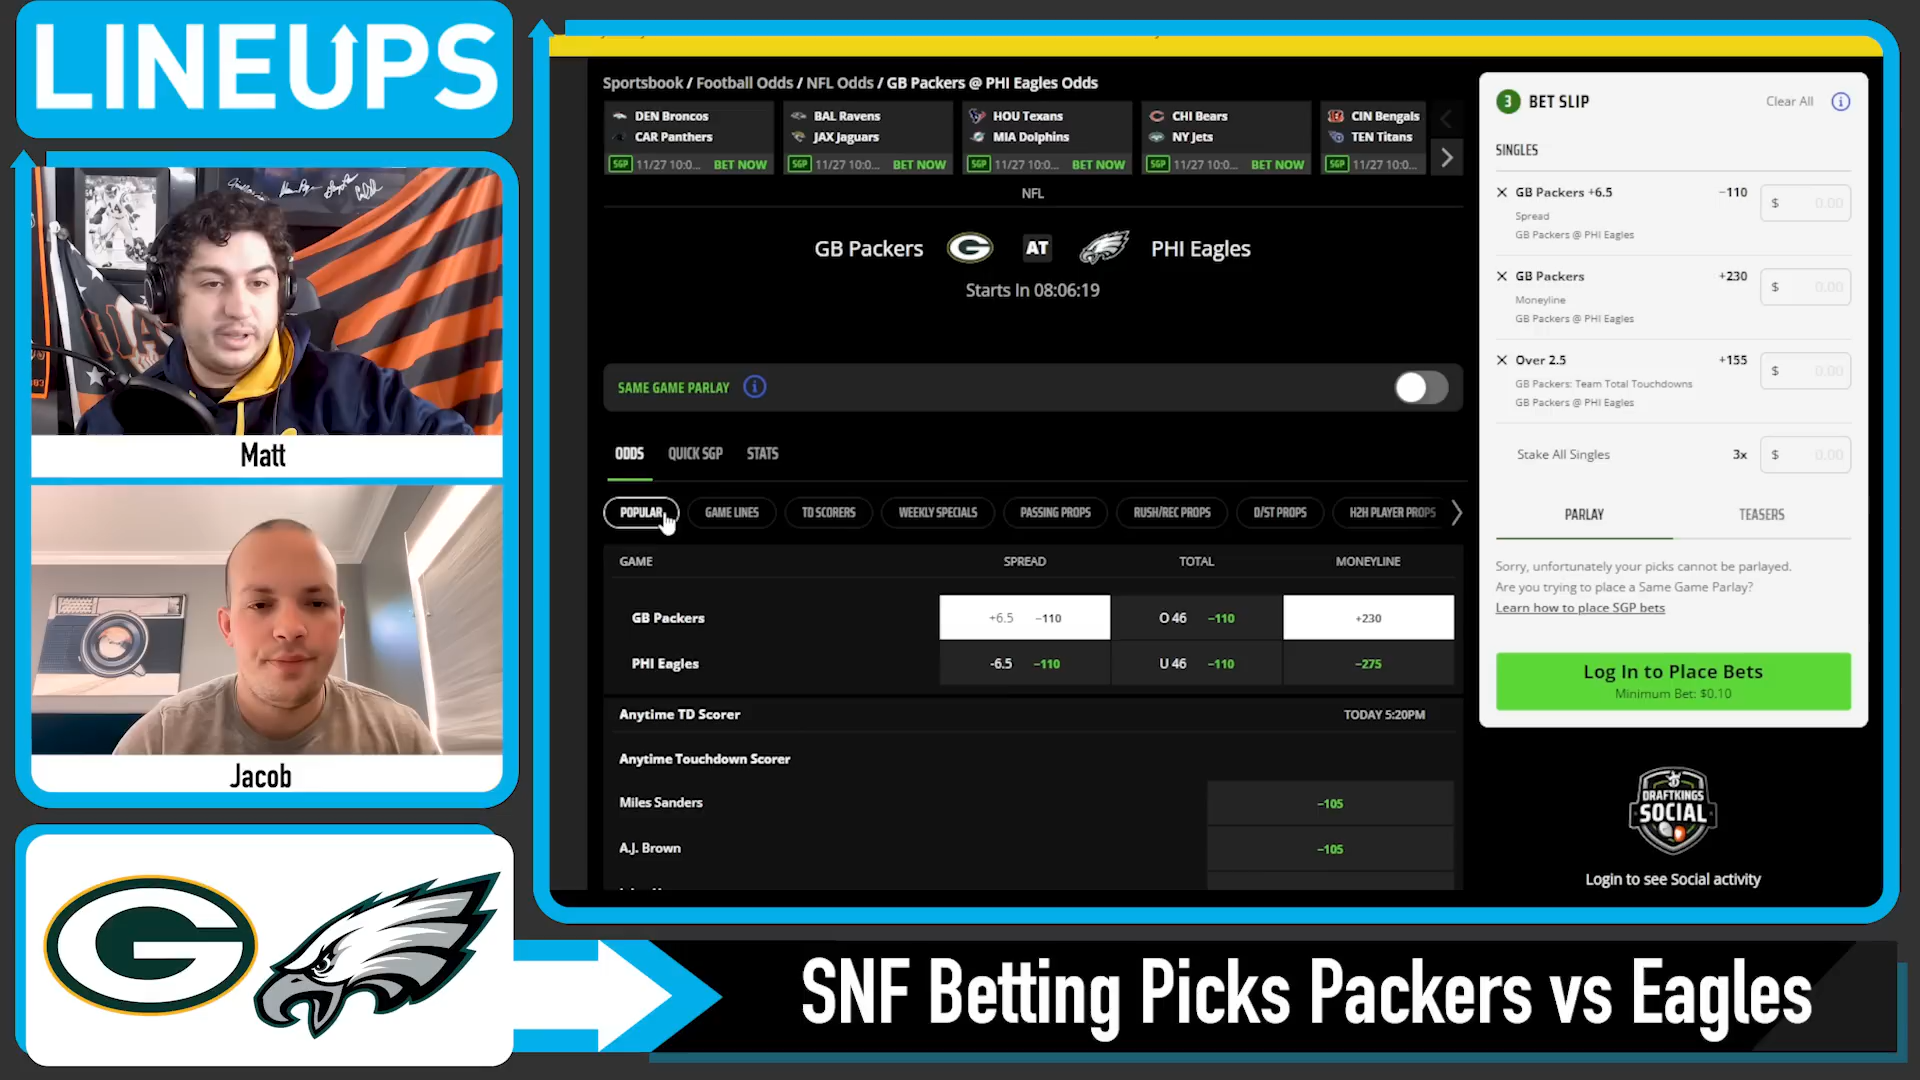 LINEUPS
Matt
Jacob
Sportsbook / Football Odds / NFL Odds / GB Packers @ PHI Eagles Odds
DEN Broncos
CAR Panthers
SGP 11/27 10:0... BET NOW
BAL Ravens
JAX Jaguars
SGP 11/27 10:0... BET NOW
HOU Texans
MIA Dolphins
SGP 11/27 10:0... BET NOW
CHI Bears
NY Jets
SGP 11/27 10:0... BET NOW
CIN Bengals
TEN Titans
SGP 11/27 10:0...
NFL
GB Packers AT PHI Eagles
Starts In 08:06:19
SAME GAME PARLAY
ODDS QUICK SGP STATS
POPULAR GAME LINES TD SCORERS WEEKLY SPECIALS PASSING PROPS RUSH/REC PROPS D/ST PROPS H2H PLAYER PROPS
GAME SPREAD TOTAL MONEYLINE
GB Packers +6.5 −110 O 46 −110 +230
PHI Eagles -6.5 −110 U 46 −110 −275
Anytime TD Scorer TODAY 5:20PM
Anytime Touchdown Scorer
Miles Sanders −105
A.J. Brown −105
3 BET SLIP Clear All
SINGLES
GB Packers +6.5 −110 $ 0.00
Spread
GB Packers @ PHI Eagles
GB Packers +230 $ 0.00
Moneyline
GB Packers @ PHI Eagles
Over 2.5 +155 $ 0.00
GB Packers: Team Total Touchdowns
GB Packers @ PHI Eagles
Stake All Singles 3x $ 0.00
PARLAY TEASERS
Sorry, unfortunately your picks cannot be parlayed.
Are you trying to place a Same Game Parlay?
Learn how to place SGP bets
Log In to Place Bets
Minimum Bet: $0.10
DRAFTKINGS
SOCIAL
Login to see Social activity
G
SNF Betting Picks Packers vs Eagles